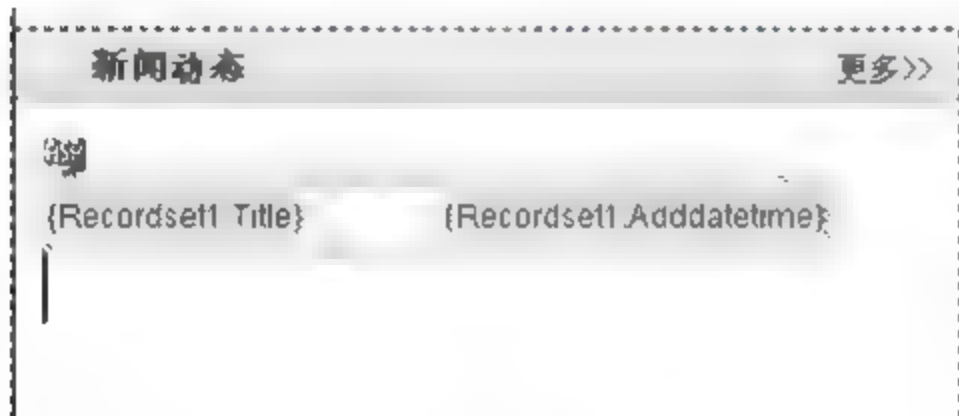 新闻动态 更多>>
{Recordset1.Title} {Recordset1.Adddatetime}